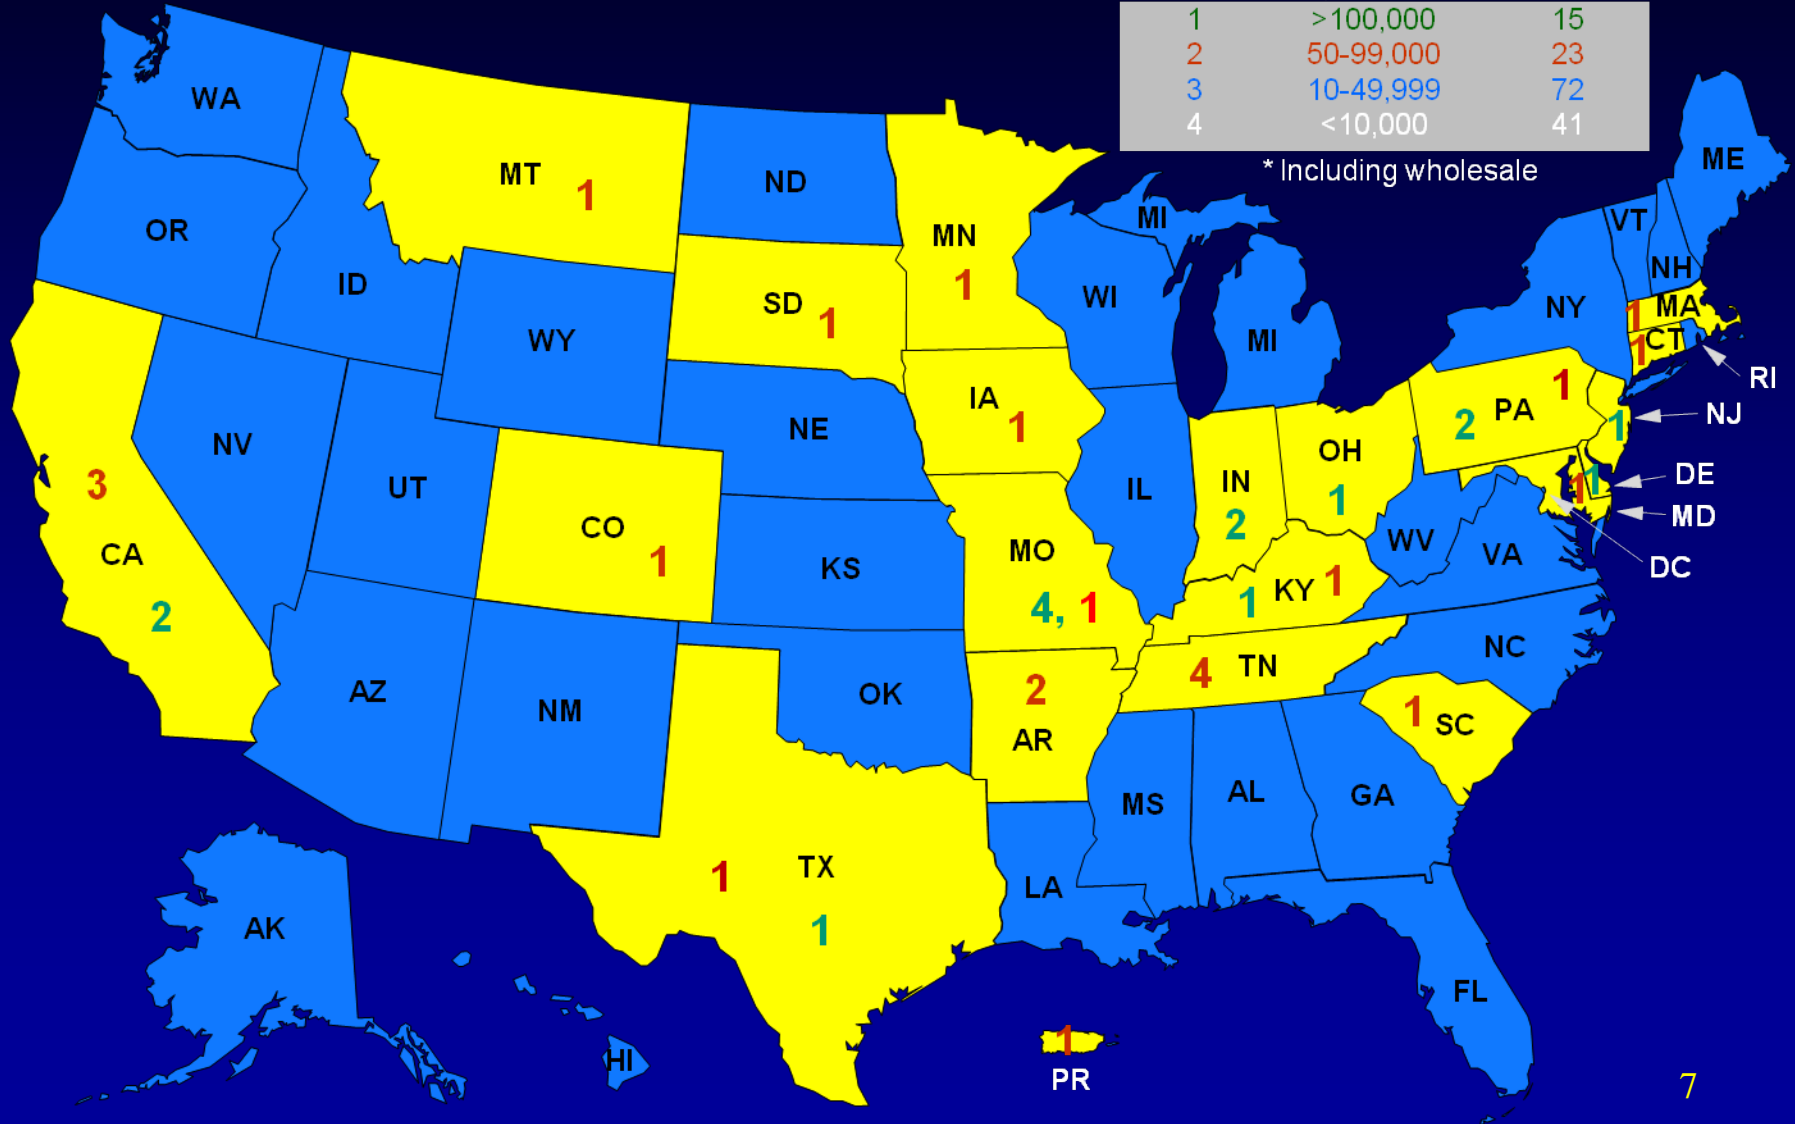 1 >100,000 15
2 50-99,000 23
3 10-49,999 72
4 <10,000 41
* Including wholesale
WA
MT 1
ND
MN 1
MI
ME
VT
NH
OR
ID
SD 1
WI
NY
1 MA
1 CT
WY
MI
RI
NV
NE
IA 1
2 PA 1
1
NJ
3
CA
2
UT
CO 1
KS
MO
4, 1
IL
IN
2
OH
1
1 1
DE
MD
DC
WV
VA
1 KY 1
NC
AZ
NM
OK
2
AR
4 TN
1 SC
MS
AL
GA
1 TX
1
LA
AK
FL
HI
1
PR
7